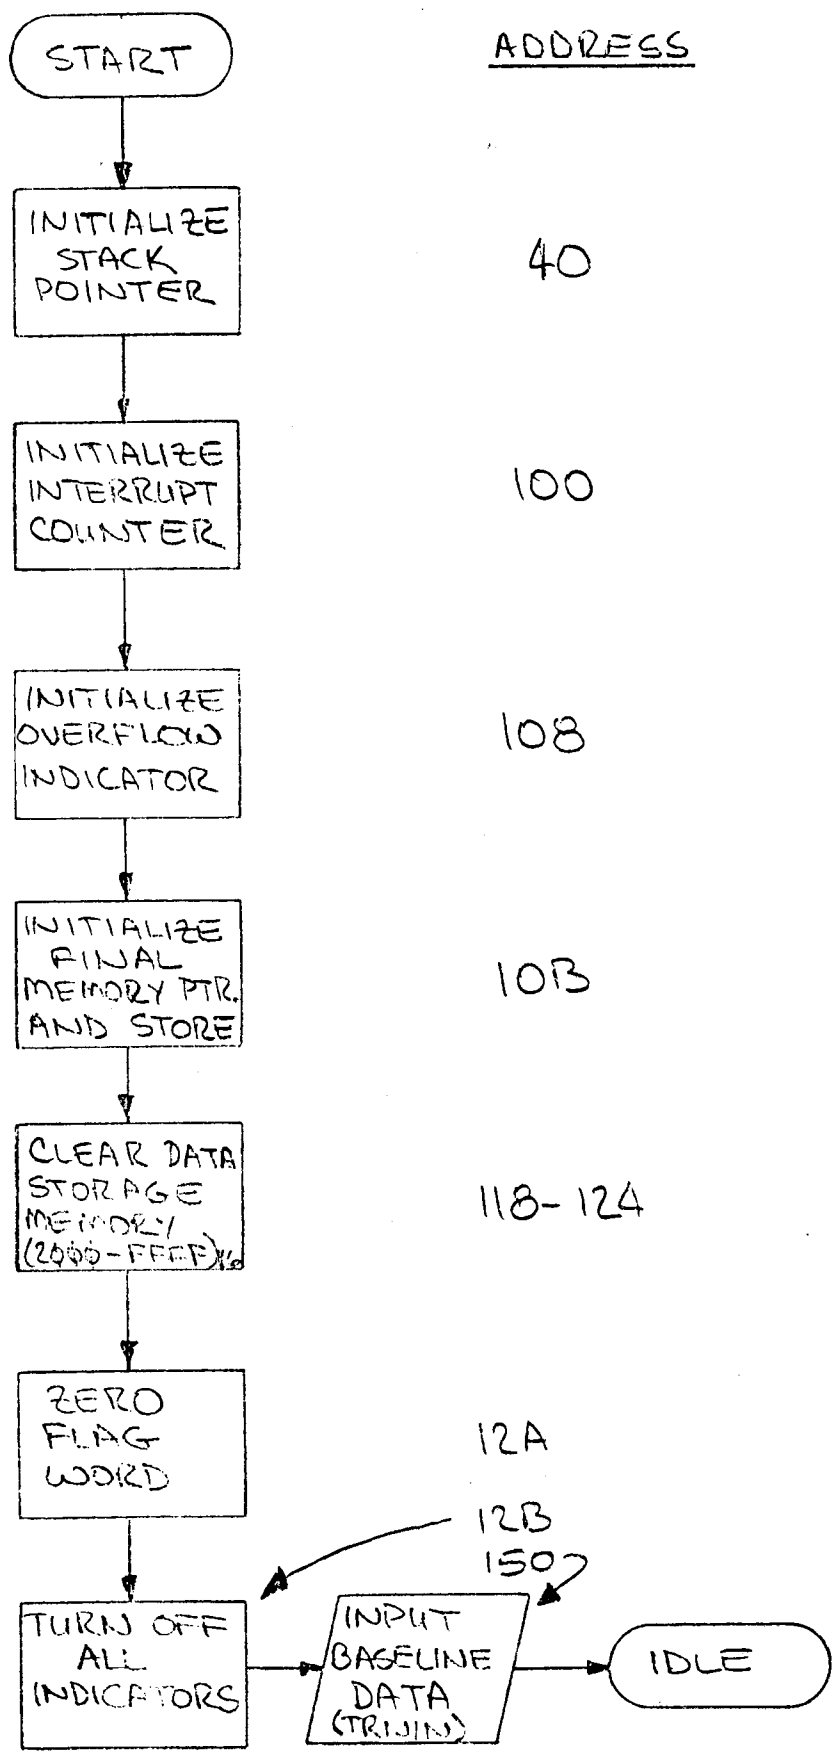 START
ADDRESS
INITIALIZE
STACK
POINTER
40
INITIALIZE
INTERRUPT
COUNTER
100
INITIALIZE
OVERFLOW
INDICATOR
108
INITIALIZE
FINAL
MEMORY PTR.
AND STORE
10B
CLEAR DATA
STORAGE
MEMORY
(2000-FFFF)16
118-124
ZERO
FLAG
WORD
12A
12B
150
TURN OFF
ALL
INDICATORS
INPUT
BASELINE
DATA
IDLE